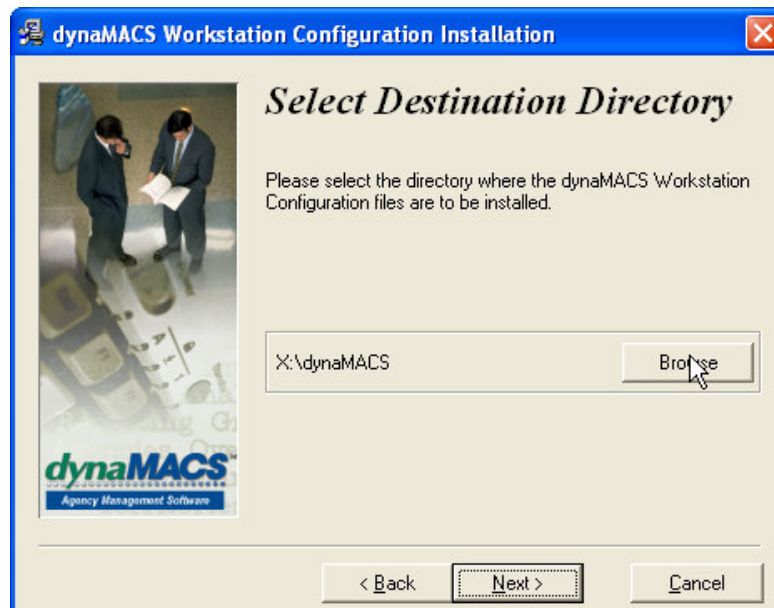 dynaMACS Workstation Configuration Installation
Select Destination Directory
Please select the directory where the dynaMACS Workstation
Configuration files are to be installed.
X:\dynaMACS
Browse
dynaMACS
Agency Management Software
< Back
Next >
Cancel